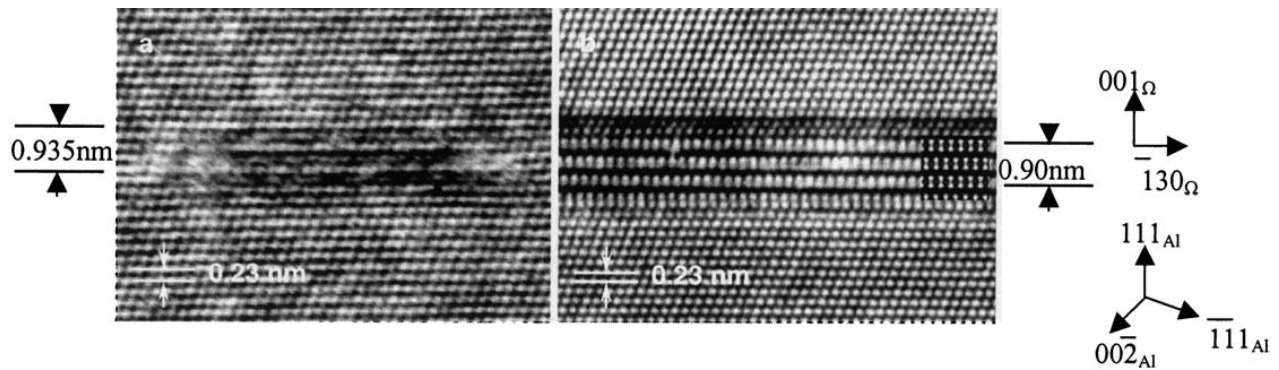 a
0.935nm
0.23 nm
b
0.23 nm
0.90nm
001Ω
1̅30Ω
111Al
002̅Al
1̅11Al